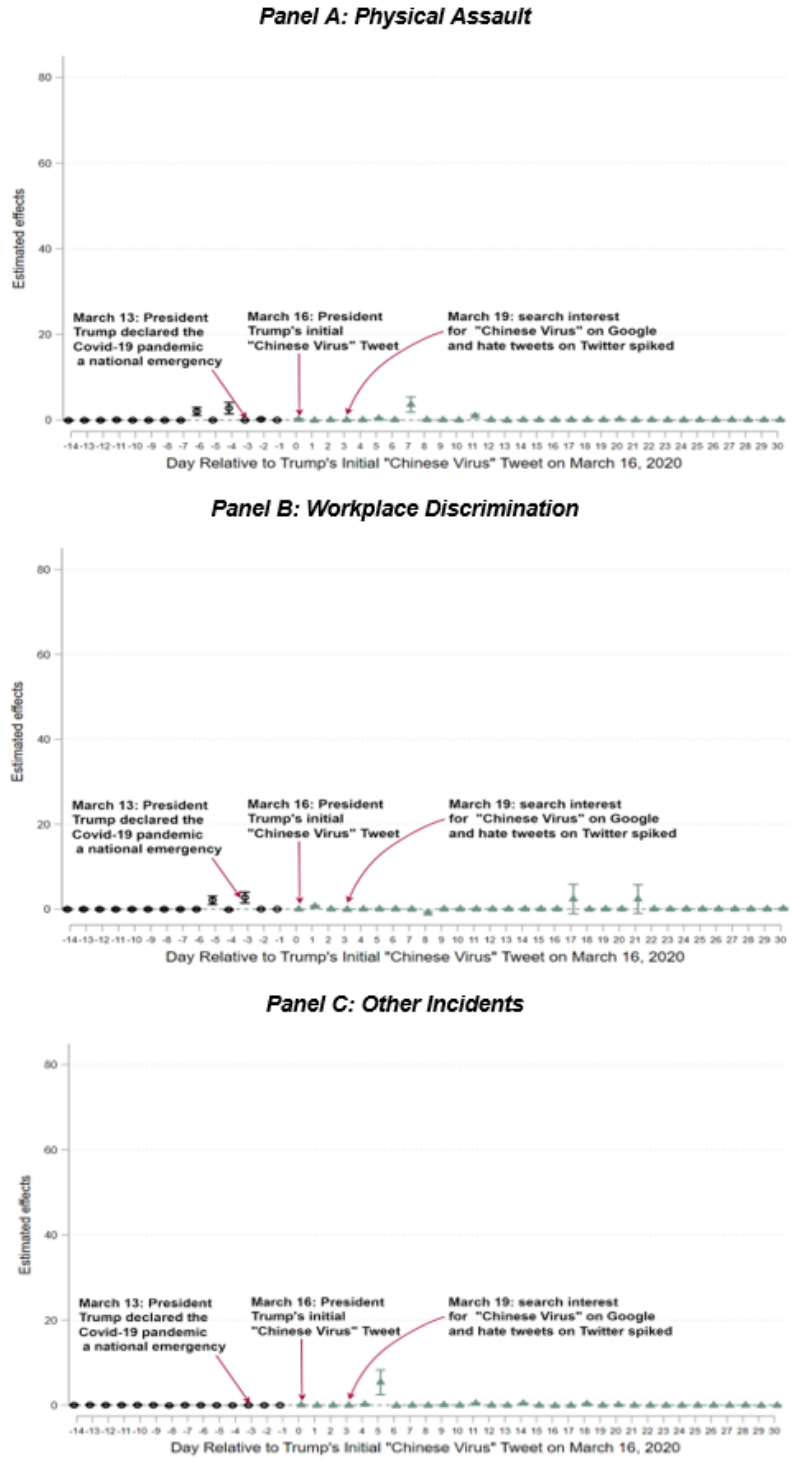 Panel A: Physical Assault
80
60
40
20
0
Estimated effects
March 13: President
Trump declared the
Covid-19 pandemic
a national emergency
March 16: President
Trump's initial
"Chinese Virus" Tweet
March 19: search interest
for "Chinese Virus" on Google
and hate tweets on Twitter spiked
-14 -13 -12 -11 -10 -9 -8 -7 -6 -5 -4 -3 -2 -1 0 1 2 3 4 5 6 7 8 9 10 11 12 13 14 15 16 17 18 19 20 21 22 23 24 25 26 27 28 29 30
Day Relative to Trump's Initial "Chinese Virus" Tweet on March 16, 2020
Panel B: Workplace Discrimination
80
60
40
20
0
Estimated effects
March 13: President
Trump declared the
Covid-19 pandemic
a national emergency
March 16: President
Trump's initial
"Chinese Virus" Tweet
March 19: search interest
for "Chinese Virus" on Google
and hate tweets on Twitter spiked
-14 -13 -12 -11 -10 -9 -8 -7 -6 -5 -4 -3 -2 -1 0 1 2 3 4 5 6 7 8 9 10 11 12 13 14 15 16 17 18 19 20 21 22 23 24 25 26 27 28 29 30
Day Relative to Trump's Initial "Chinese Virus" Tweet on March 16, 2020
Panel C: Other Incidents
80
60
40
20
0
Estimated effects
March 13: President
Trump declared the
Covid-19 pandemic
a national emergency
March 16: President
Trump's initial
"Chinese Virus" Tweet
March 19: search interest
for "Chinese Virus" on Google
and hate tweets on Twitter spiked
-14 -13 -12 -11 -10 -9 -8 -7 -6 -5 -4 -3 -2 -1 0 1 2 3 4 5 6 7 8 9 10 11 12 13 14 15 16 17 18 19 20 21 22 23 24 25 26 27 28 29 30
Day Relative to Trump's Initial "Chinese Virus" Tweet on March 16, 2020